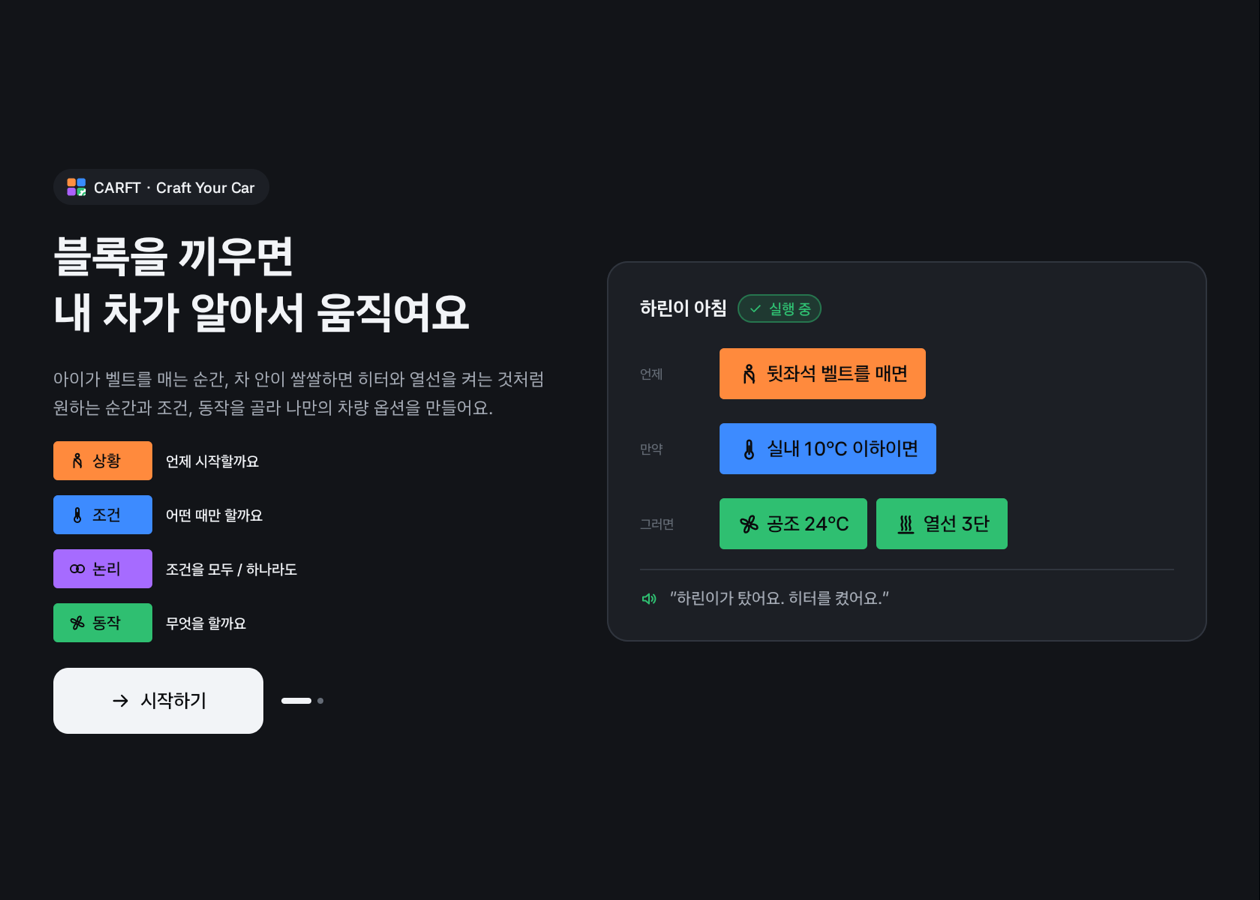 CARFT · Craft Your Car
블록을 끼우면
내 차가 알아서 움직여요
아이가 벨트를 매는 순간, 차 안이 쌀쌀하면 히터와 열선을 켜는 것처럼
원하는 순간과 조건, 동작을 골라 나만의 차량 옵션을 만들어요.
상황 언제 시작할까요
조건 어떤 때만 할까요
논리 조건을 모두 / 하나라도
동작 무엇을 할까요
시작하기
하린이 아침 실행 중
언제 뒷좌석 벨트를 매면
만약 실내 10°C 이하이면
그러면 공조 24°C 열선 3단
“하린이가 탔어요. 히터를 켰어요.”